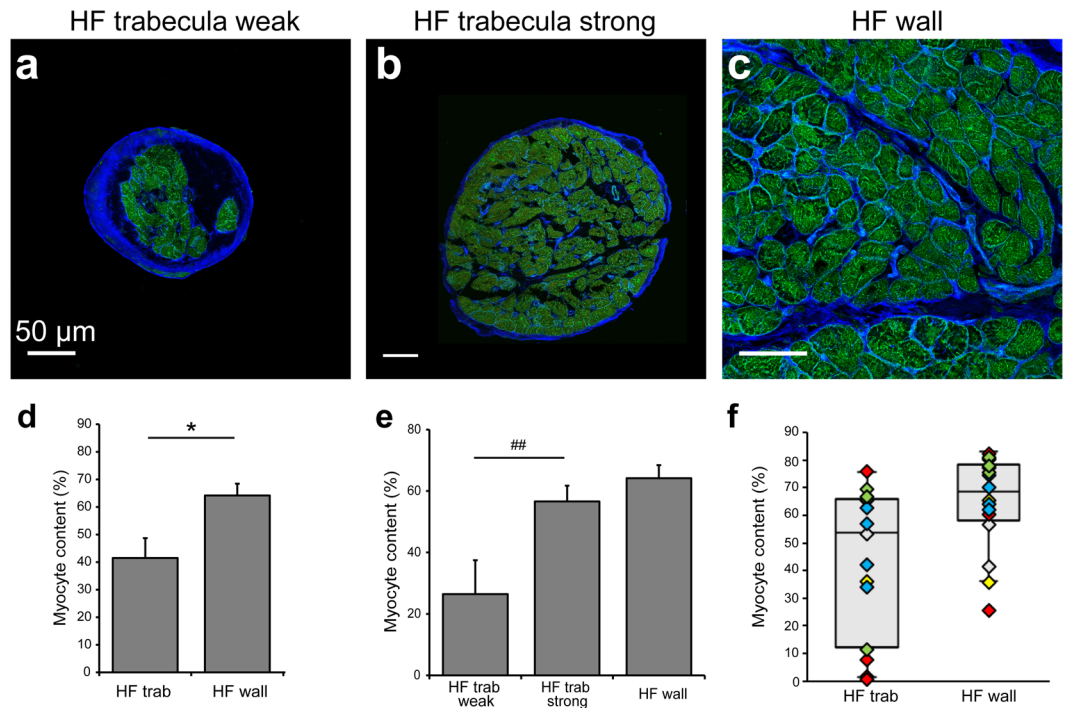 HF trabecula weak
HF trabecula strong
HF wall
a
b
c
50 µm
d
90
80
70
60
50
40
30
20
10
0
Myocyte content (%)
*
HF trab
HF wall
e
80
60
40
20
0
Myocyte content (%)
##
HF trab
weak
HF trab
strong
HF wall
f
90
80
70
60
50
40
30
20
10
0
Myocyte content (%)
HF trab
HF wall